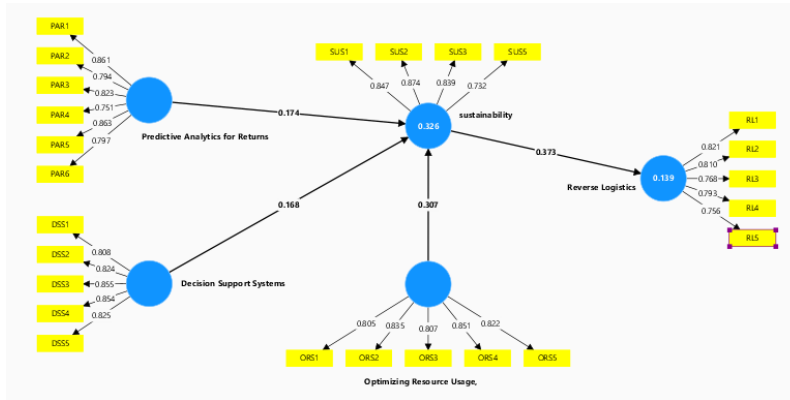 PAR1
PAR2
PAR3
PAR4
PAR5
PAR6
0.861
0.794
0.823
0.751
0.863
0.797
Predictive Analytics for Returns
0.174
SUS1 SUS2 SUS3 SUS5
0.847 0.874 0.839 0.732
sustainability
0.326
0.373
Reverse Logistics
0.139
0.821
0.810
0.768
0.793
0.756
RL1
RL2
RL3
RL4
RL5
DSS1
DSS2
DSS3
DSS4
DSS5
0.808
0.824
0.855
0.854
0.825
Decision Support Systems
0.168
0.307
0.805 0.835 0.807 0.851 0.822
ORS1 ORS2 ORS3 ORS4 ORS5
Optimizing Resource Usage,